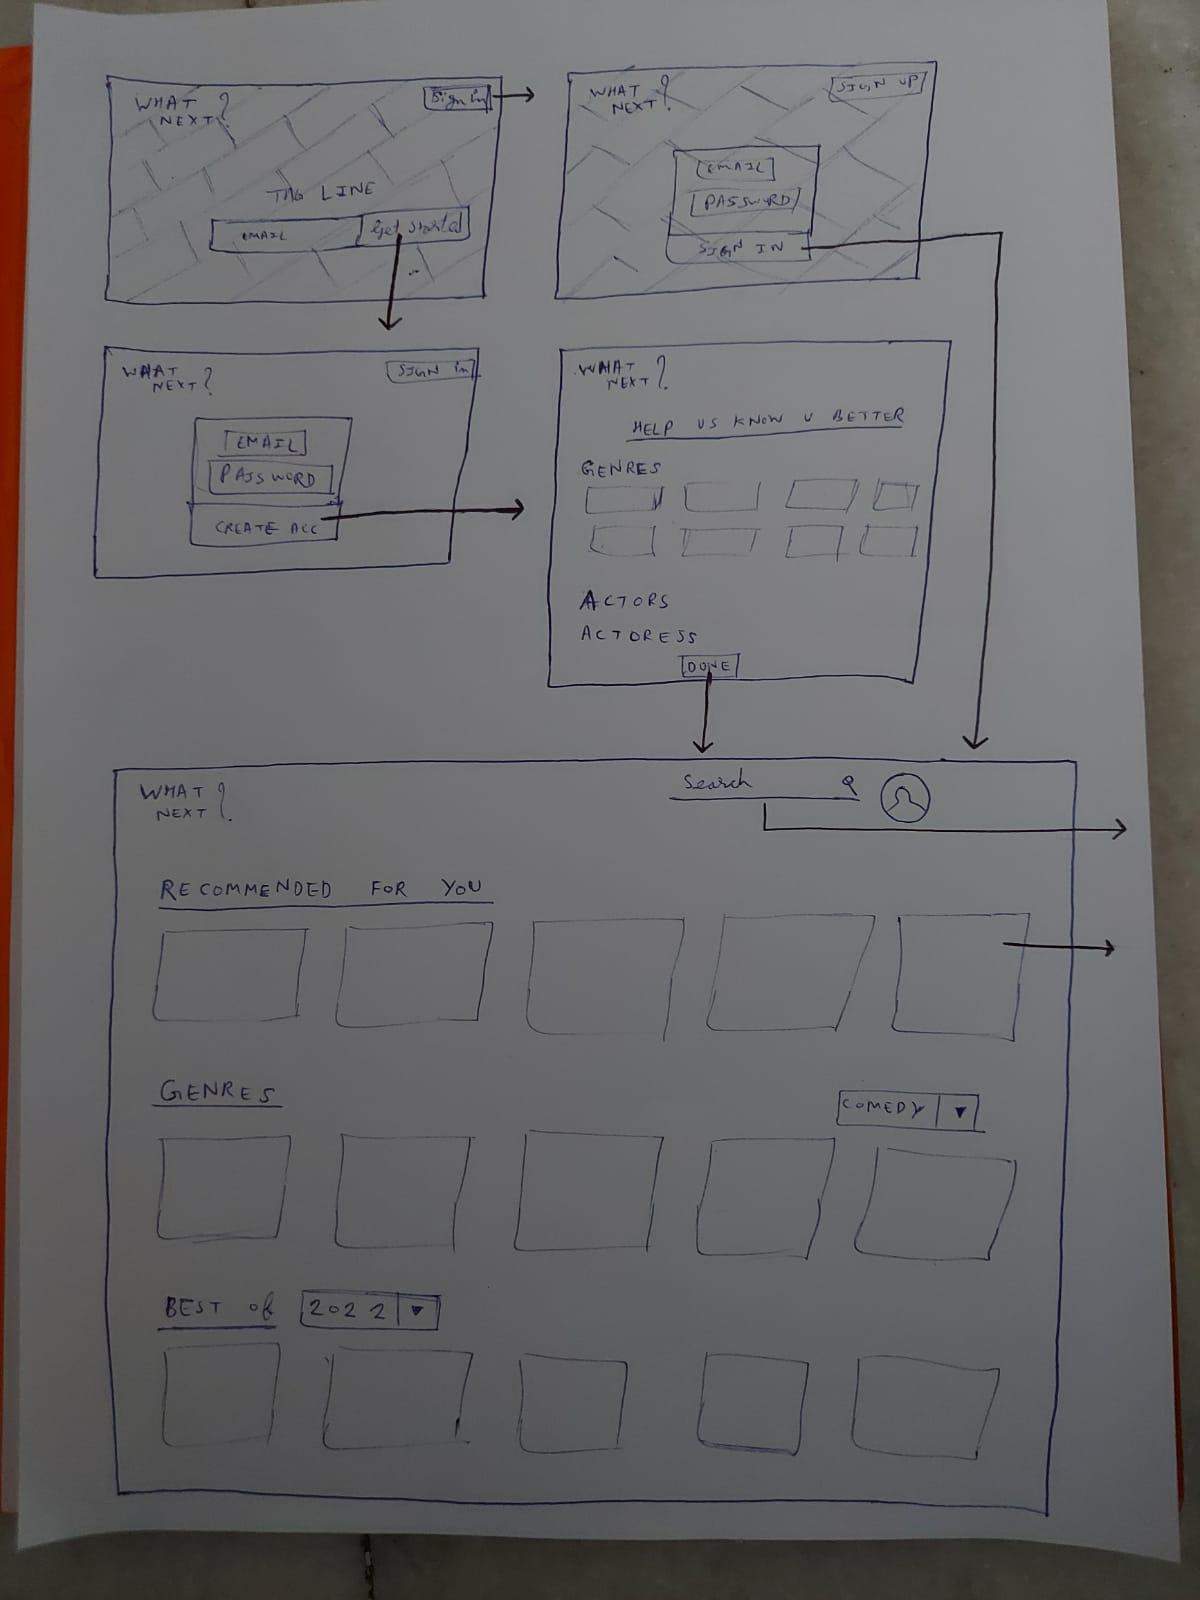 WHAT
NEXT?
Sign in
TAG LINE
EMAIL
Get Started
WHAT
NEXT?
SIGN UP
EMAIL
PASSWORD
SIGN IN
WHAT
NEXT?
SIGN in
EMAIL
PASSWORD
CREATE ACC
WHAT
NEXT?
HELP US KNOW U BETTER
GENRES
ACTORS
ACTORESS
DONE
WHAT
NEXT?
Search
RECOMMENDED FOR YOU
GENRES
COMEDY
BEST of 2022